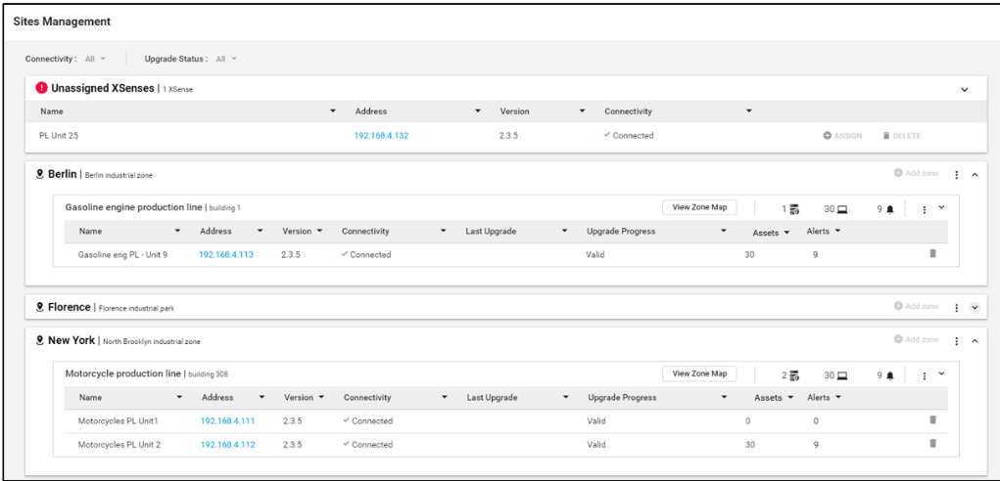 Sites Management
Connectivity : All Upgrade Status : All
Unassigned XSenses | 1 XSense
Name Address Version Connectivity
PL Unit 25 192.168.4.132 2.3.5 Connected ASSIGN DELETE
Berlin | Berlin industrial zone Add zone
Gasoline engine production line | building 1 View Zone Map 1 30 9
Name Address Version Connectivity Last Upgrade Upgrade Progress Assets Alerts
Gasoline eng PL - Unit 9 192.168.4.113 2.3.5 Connected Valid 30 9
Florence | Florence industrial park Add zone
New York | North Brooklyn industrial zone Add zone
Motorcycle production line | building 308 View Zone Map 2 30 9
Name Address Version Connectivity Last Upgrade Upgrade Progress Assets Alerts
Motorcycles PL Unit1 192.168.4.111 2.3.5 Connected Valid 0 0
Motorcycles PL Unit 2 192.168.4.112 2.3.5 Connected Valid 30 9